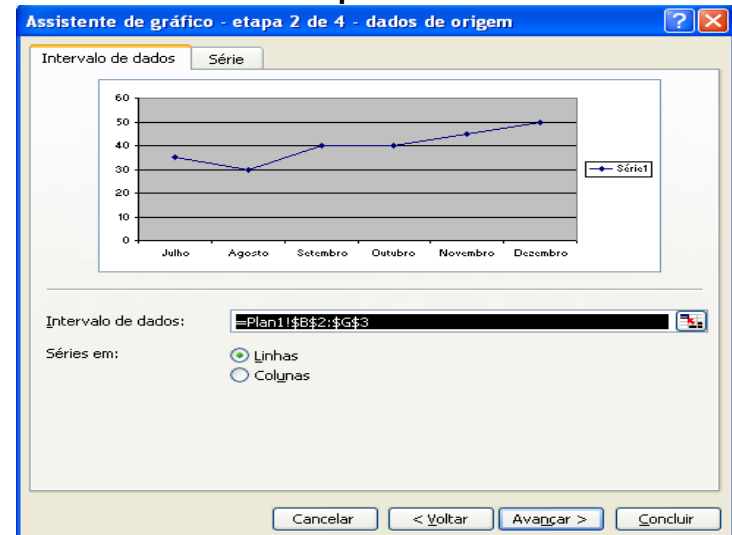 Assistente de gráfico - etapa 2 de 4 - dados de origem
Intervalo de dados Série
60
50
40
30
20
10
0
Série1
Julho Agosto Setembro Outubro Novembro Dezembro
Intervalo de dados: =Plan1!$B$2:$G$3
Séries em: Linhas
Colunas
Cancelar < Voltar Avançar > Concluir